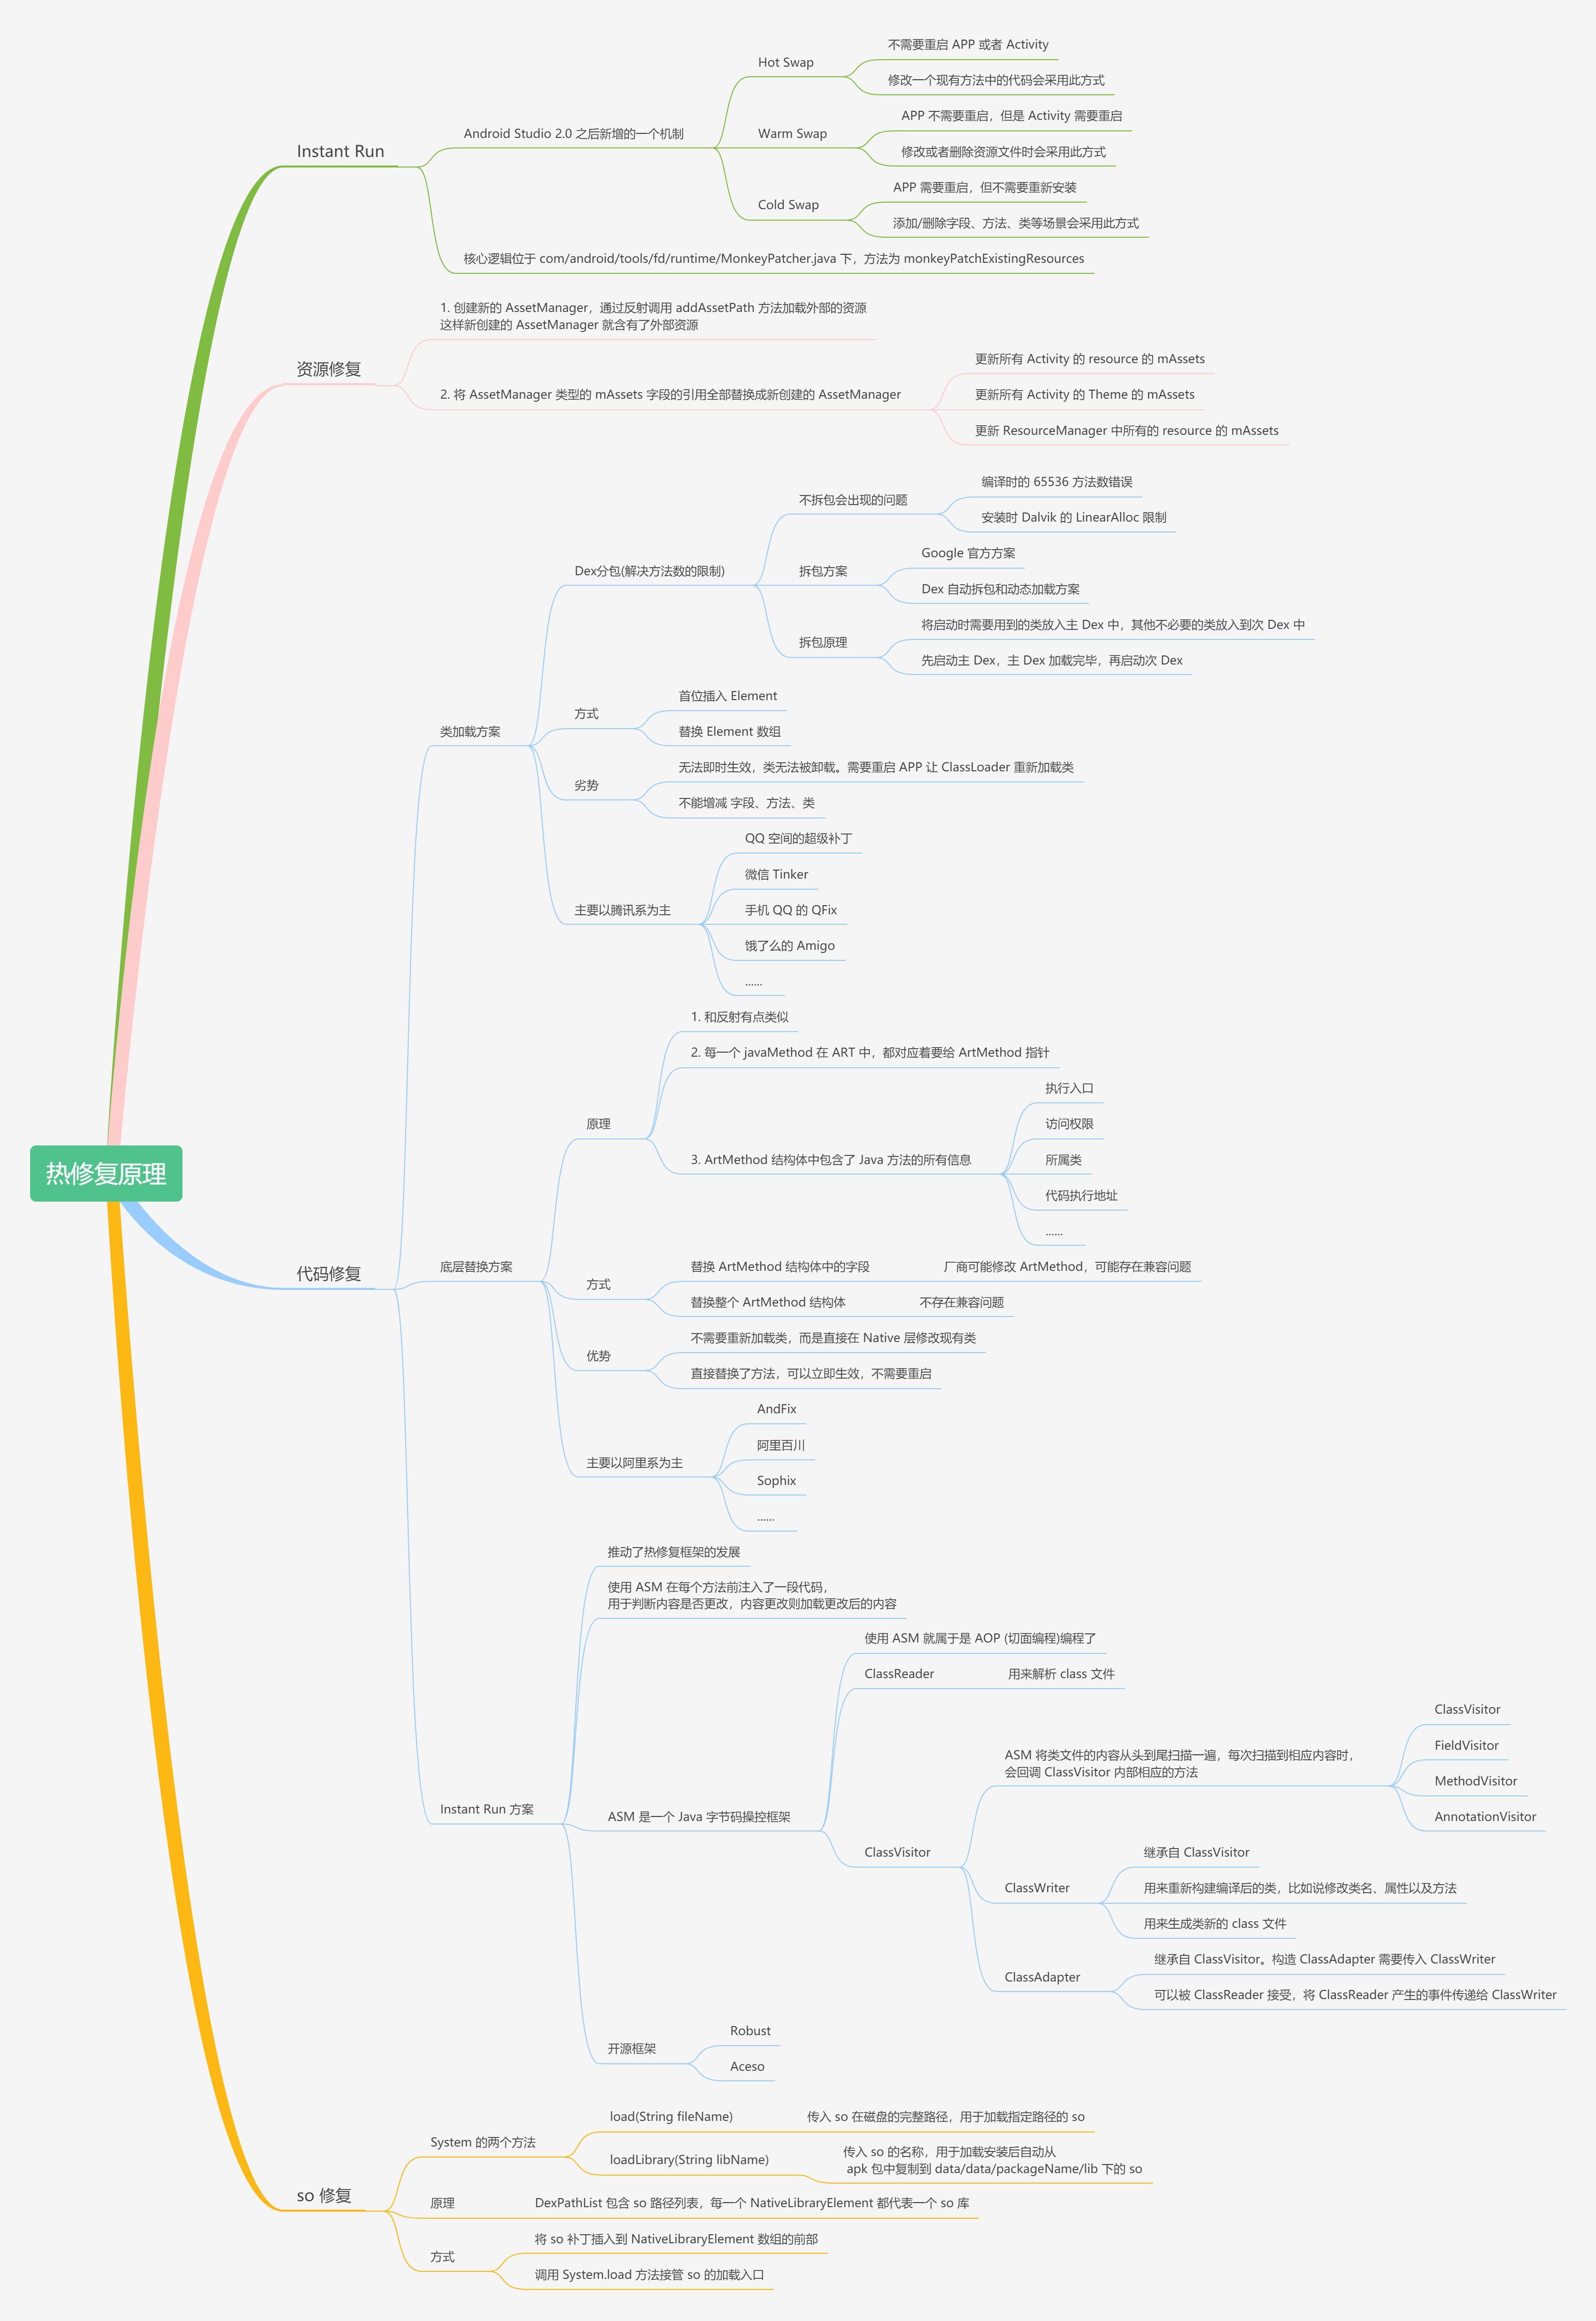 热修复原理
Instant Run
Android Studio 2.0 之后新增的一个机制
Hot Swap
不需要重启 APP 或者 Activity
修改一个现有方法中的代码会采用此方式
Warm Swap
APP 不需要重启，但是 Activity 需要重启
修改或者删除资源文件时会采用此方式
Cold Swap
APP 需要重启，但不需要重新安装
添加/删除字段、方法、类等场景会采用此方式
核心逻辑位于 com/android/tools/fd/runtime/MonkeyPatcher.java 下，方法为 monkeyPatchExistingResources
资源修复
1. 创建新的 AssetManager，通过反射调用 addAssetPath 方法加载外部的资源
这样新创建的 AssetManager 就含有了外部资源
2. 将 AssetManager 类型的 mAssets 字段的引用全部替换成新创建的 AssetManager
更新所有 Activity 的 resource 的 mAssets
更新所有 Activity 的 Theme 的 mAssets
更新 ResourceManager 中所有的 resource 的 mAssets
代码修复
类加载方案
Dex分包(解决方法数的限制)
不拆包会出现的问题
编译时的 65536 方法数错误
安装时 Dalvik 的 LinearAlloc 限制
拆包方案
Google 官方方案
Dex 自动拆包和动态加载方案
拆包原理
将启动时需要用到的类放入主 Dex 中，其他不必要的类放入到次 Dex 中
先启动主 Dex，主 Dex 加载完毕，再启动次 Dex
方式
首位插入 Element
替换 Element 数组
劣势
无法即时生效，类无法被卸载。需要重启 APP 让 ClassLoader 重新加载类
不能增减 字段、方法、类
主要以腾讯系为主
QQ 空间的超级补丁
微信 Tinker
手机 QQ 的 QFix
饿了么的 Amigo
......
底层替换方案
原理
1. 和反射有点类似
2. 每一个 javaMethod 在 ART 中，都对应着要给 ArtMethod 指针
3. ArtMethod 结构体中包含了 Java 方法的所有信息
执行入口
访问权限
所属类
代码执行地址
......
方式
替换 ArtMethod 结构体中的字段
厂商可能修改 ArtMethod，可能存在兼容问题
替换整个 ArtMethod 结构体
不存在兼容问题
优势
不需要重新加载类，而是直接在 Native 层修改现有类
直接替换了方法，可以立即生效，不需要重启
主要以阿里系为主
AndFix
阿里百川
Sophix
......
Instant Run 方案
推动了热修复框架的发展
使用 ASM 在每个方法前注入了一段代码，
用于判断内容是否更改，内容更改则加载更改后的内容
ASM 是一个 Java 字节码操控框架
使用 ASM 就属于是 AOP (切面编程)编程了
ClassReader
用来解析 class 文件
ClassVisitor
ASM 将类文件的内容从头到尾扫描一遍，每次扫描到相应内容时，
会回调 ClassVisitor 内部相应的方法
ClassVisitor
FieldVisitor
MethodVisitor
AnnotationVisitor
ClassWriter
继承自 ClassVisitor
用来重新构建编译后的类，比如说修改类名、属性以及方法
用来生成类新的 class 文件
ClassAdapter
继承自 ClassVisitor。构造 ClassAdapter 需要传入 ClassWriter
可以被 ClassReader 接受，将 ClassReader 产生的事件传递给 ClassWriter
开源框架
Robust
Aceso
so 修复
System 的两个方法
load(String fileName)
传入 so 在磁盘的完整路径，用于加载指定路径的 so
loadLibrary(String libName)
传入 so 的名称，用于加载安装后自动从
apk 包中复制到 data/data/packageName/lib 下的 so
原理
DexPathList 包含 so 路径列表，每一个 NativeLibraryElement 都代表一个 so 库
方式
将 so 补丁插入到 NativeLibraryElement 数组的前部
调用 System.load 方法接管 so 的加载入口